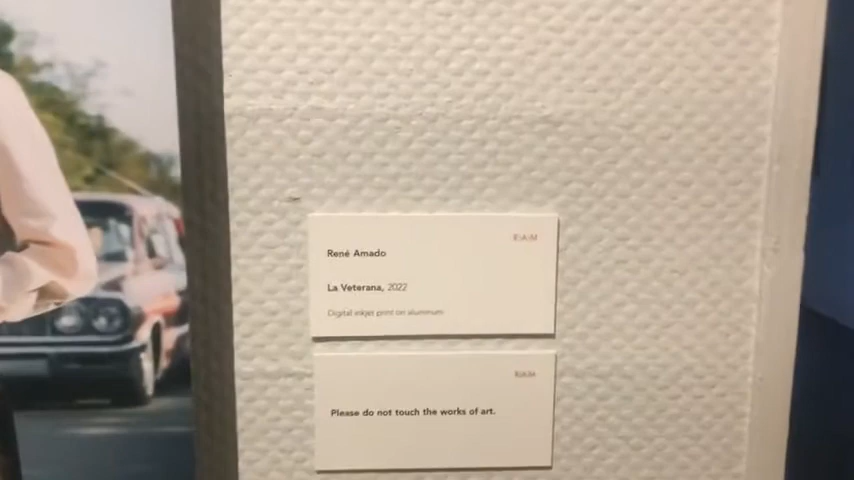 R:A:M
René Amado
La Veterana, 2022
Digital inkjet print on aluminum
Please do not touch the works of art.